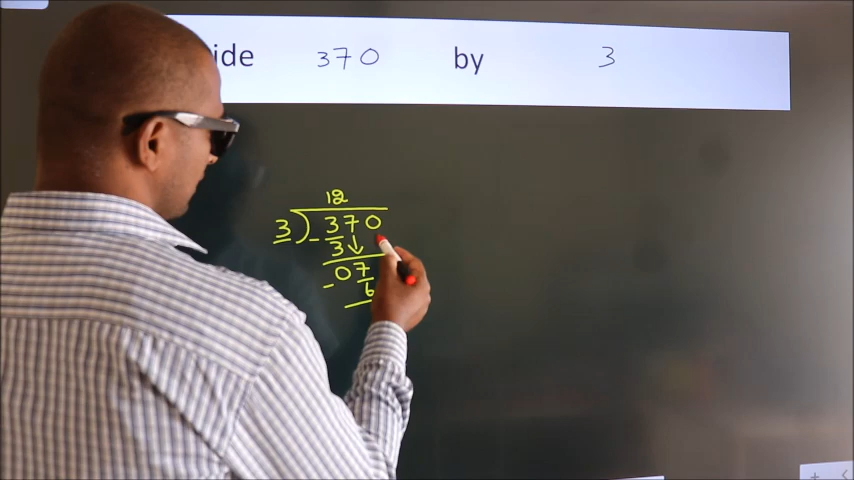 ide 370 by 3
12
3)370
- 3 ↓
07
- 6